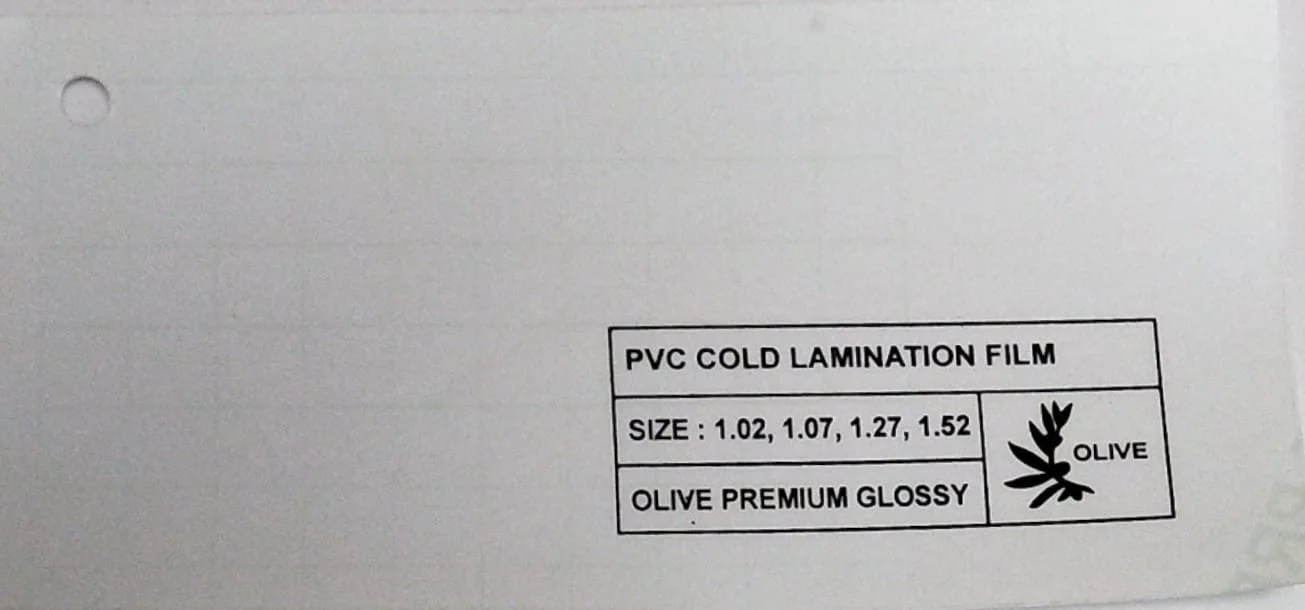 PVC COLD LAMINATION FILM
SIZE : 1.02, 1.07, 1.27, 1.52
OLIVE
OLIVE PREMIUM GLOSSY